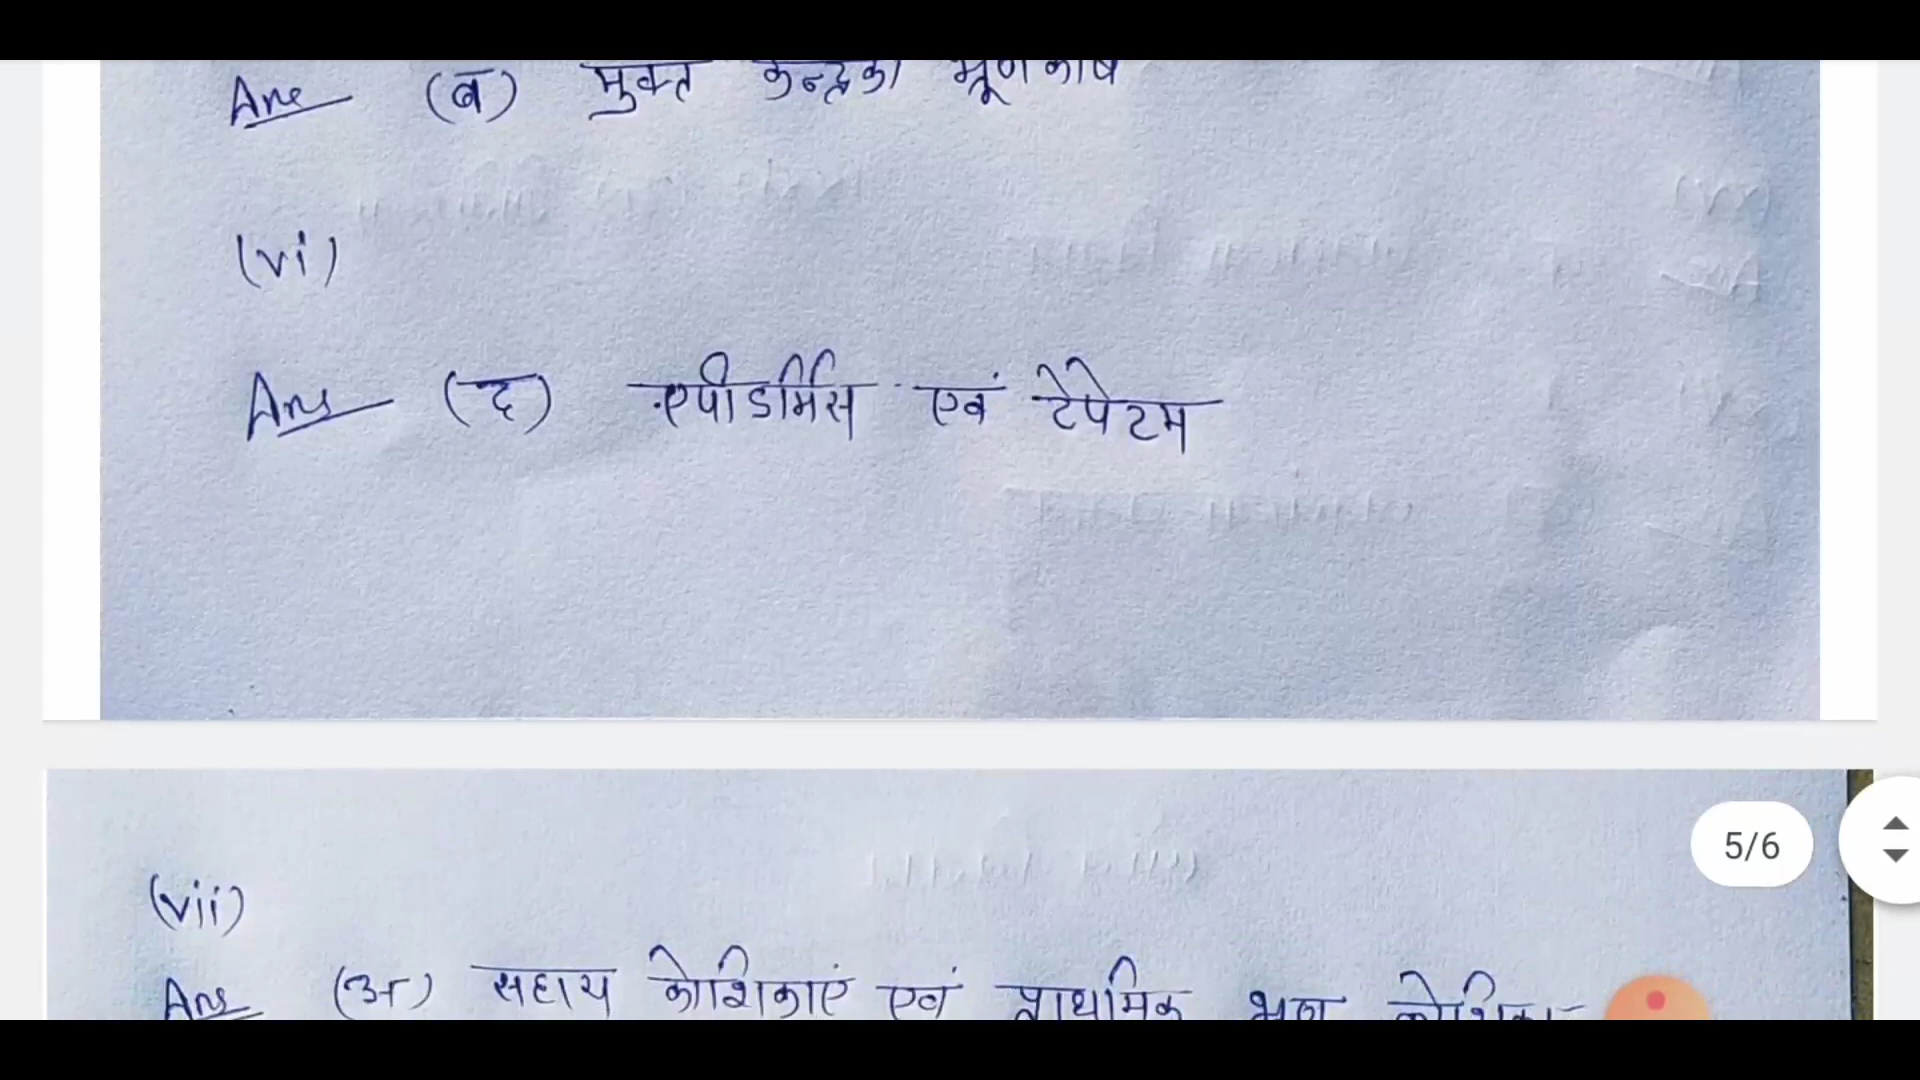 Ans (ब) मुक्त केन्द्रकी भ्रूणकोष
(vi)
Ans (द) एपीडर्मिस एवं टेपेटम
5/6
(vii)
Ans (अ) सहाय कोशिकाएं एवं प्राथमिक